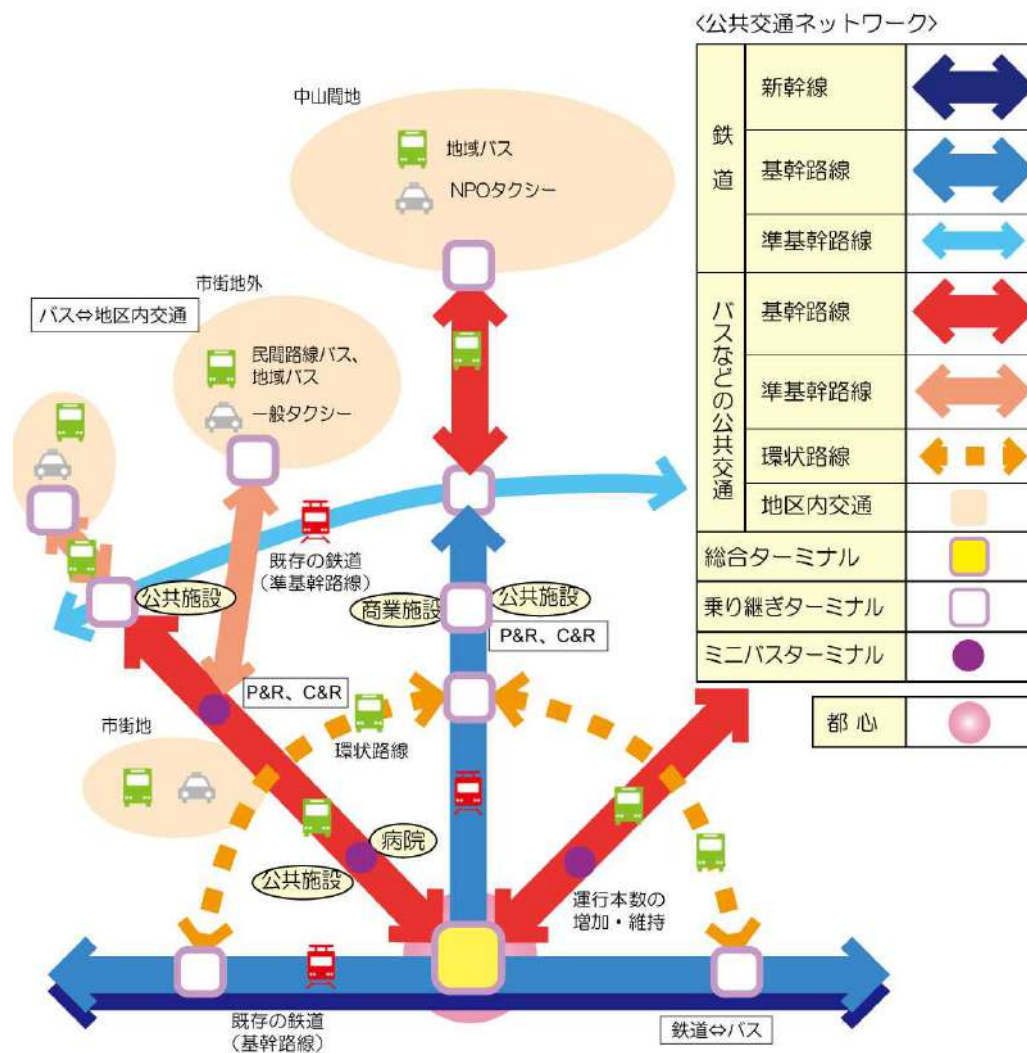 〈公共交通ネットワーク〉
鉄道
新幹線
基幹路線
準基幹路線
バスなどの公共交通
基幹路線
準基幹路線
環状路線
地区内交通
総合ターミナル
乗り継ぎターミナル
ミニバスターミナル
都心
中山間地
地域バス
NPOタクシー
市街地外
バス⇔地区内交通
民間路線バス、
地域バス
一般タクシー
既存の鉄道
（準基幹路線）
公共施設
商業施設
公共施設
P&R、C&R
P&R、C&R
環状路線
市街地
病院
公共施設
運行本数の
増加・維持
既存の鉄道
（基幹路線）
鉄道⇔バス